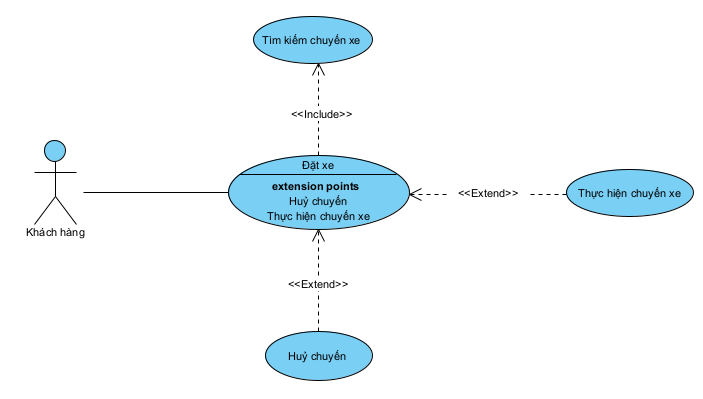 Tìm kiếm chuyến xe
<<Include>>
Đặt xe
extension points
Huỷ chuyến
Thực hiện chuyến xe
<<Extend>>
Thực hiện chuyến xe
Khách hàng
<<Extend>>
Huỷ chuyến